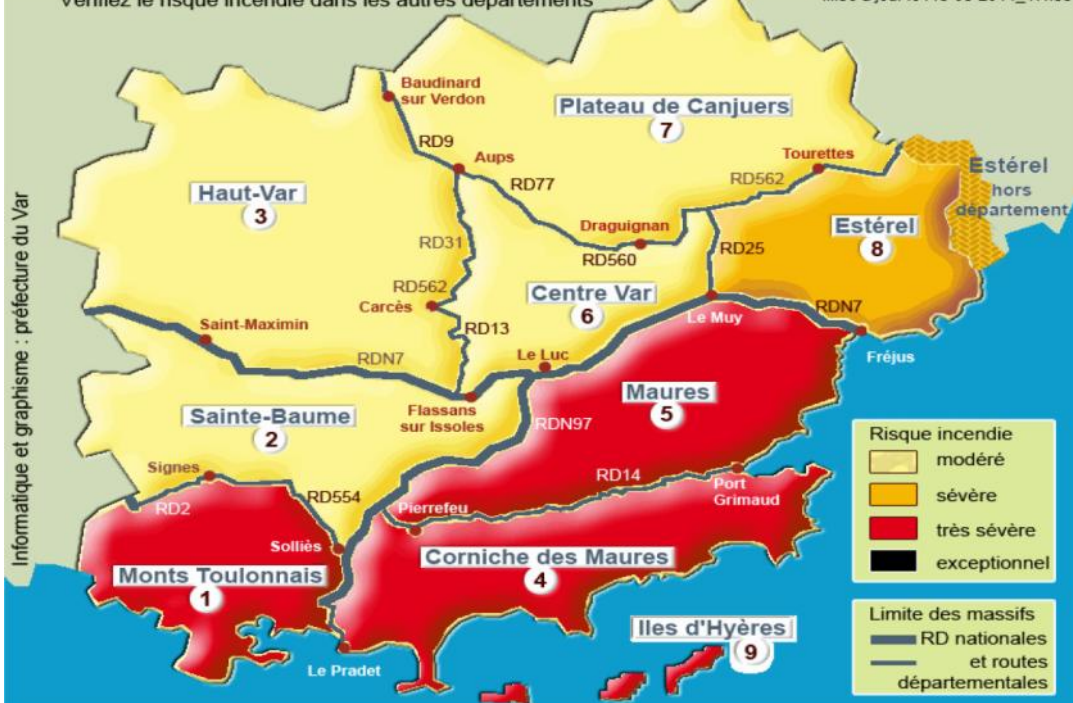 Vérifiez le risque incendie dans les autres départements
Baudinard
sur Verdon
Plateau de Canjuers
7
RD9
Aups
Tourettes
Estérel
hors
département
RD77
RD562
Haut-Var
3
Draguignan
Estérel
8
RD31
RD560
RD25
RD562
Carcès
Centre Var
6
RDN7
Saint-Maximin
RD13
Le Muy
RDN7
Le Luc
Fréjus
Sainte-Baume
2
Flassans
sur Issoles
Maures
5
RDN97
Signes
RD14
Port
Grimaud
RD2
RD554
Pierrefeu
Solliès
Monts Toulonnais
1
Corniche des Maures
4
Iles d'Hyères
9
Le Pradet
Risque incendie
modéré
sévère
très sévère
exceptionnel
Limite des massifs
RD nationales
et routes
départementales
Informatique et graphisme : préfecture du Var